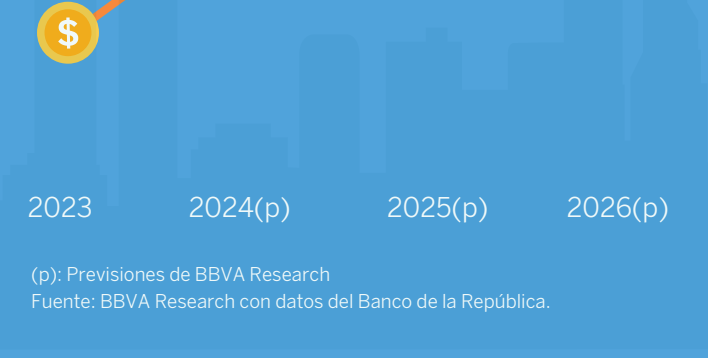 $
2023 2024(p) 2025(p) 2026(p)
(p): Previsiones de BBVA Research
Fuente: BBVA Research con datos del Banco de la República.